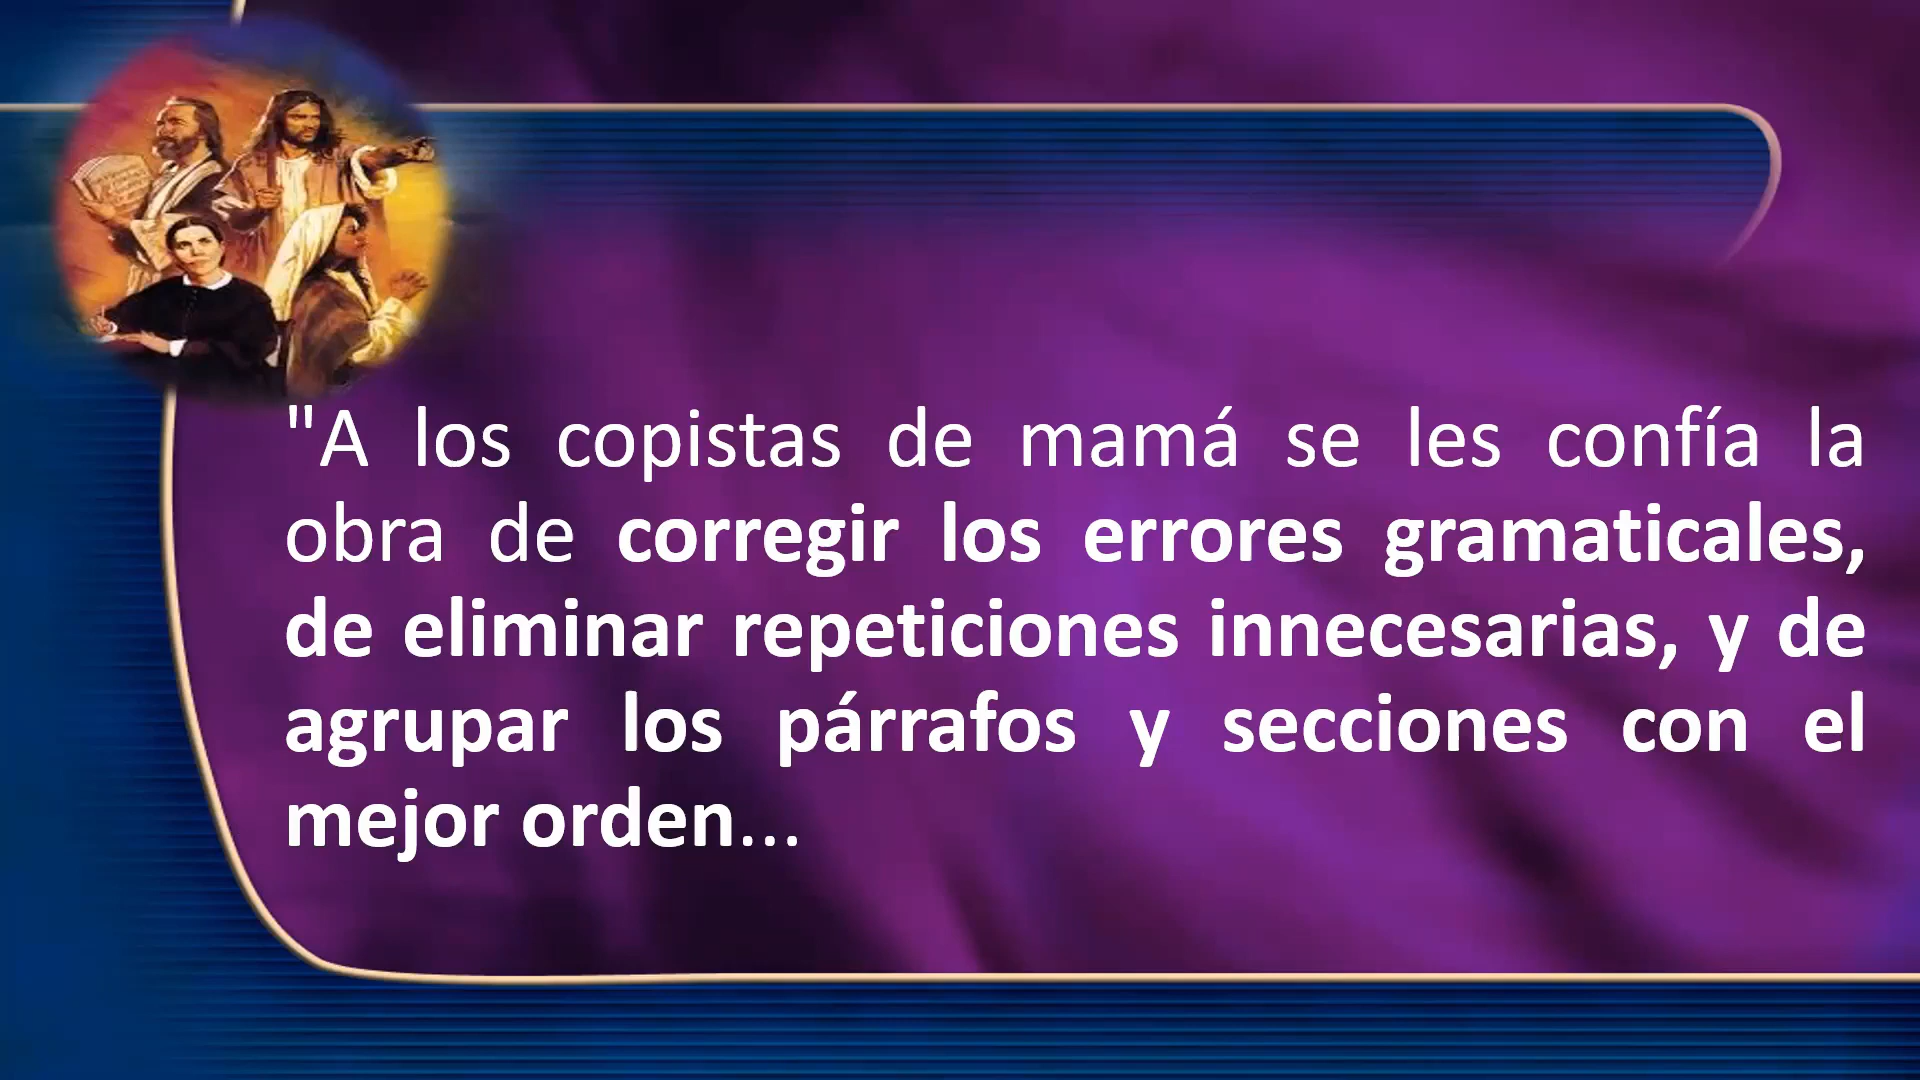 "A los copistas de mamá se les confía la
obra de corregir los errores gramaticales,
de eliminar repeticiones innecesarias, y de
agrupar los párrafos y secciones con el
mejor orden...